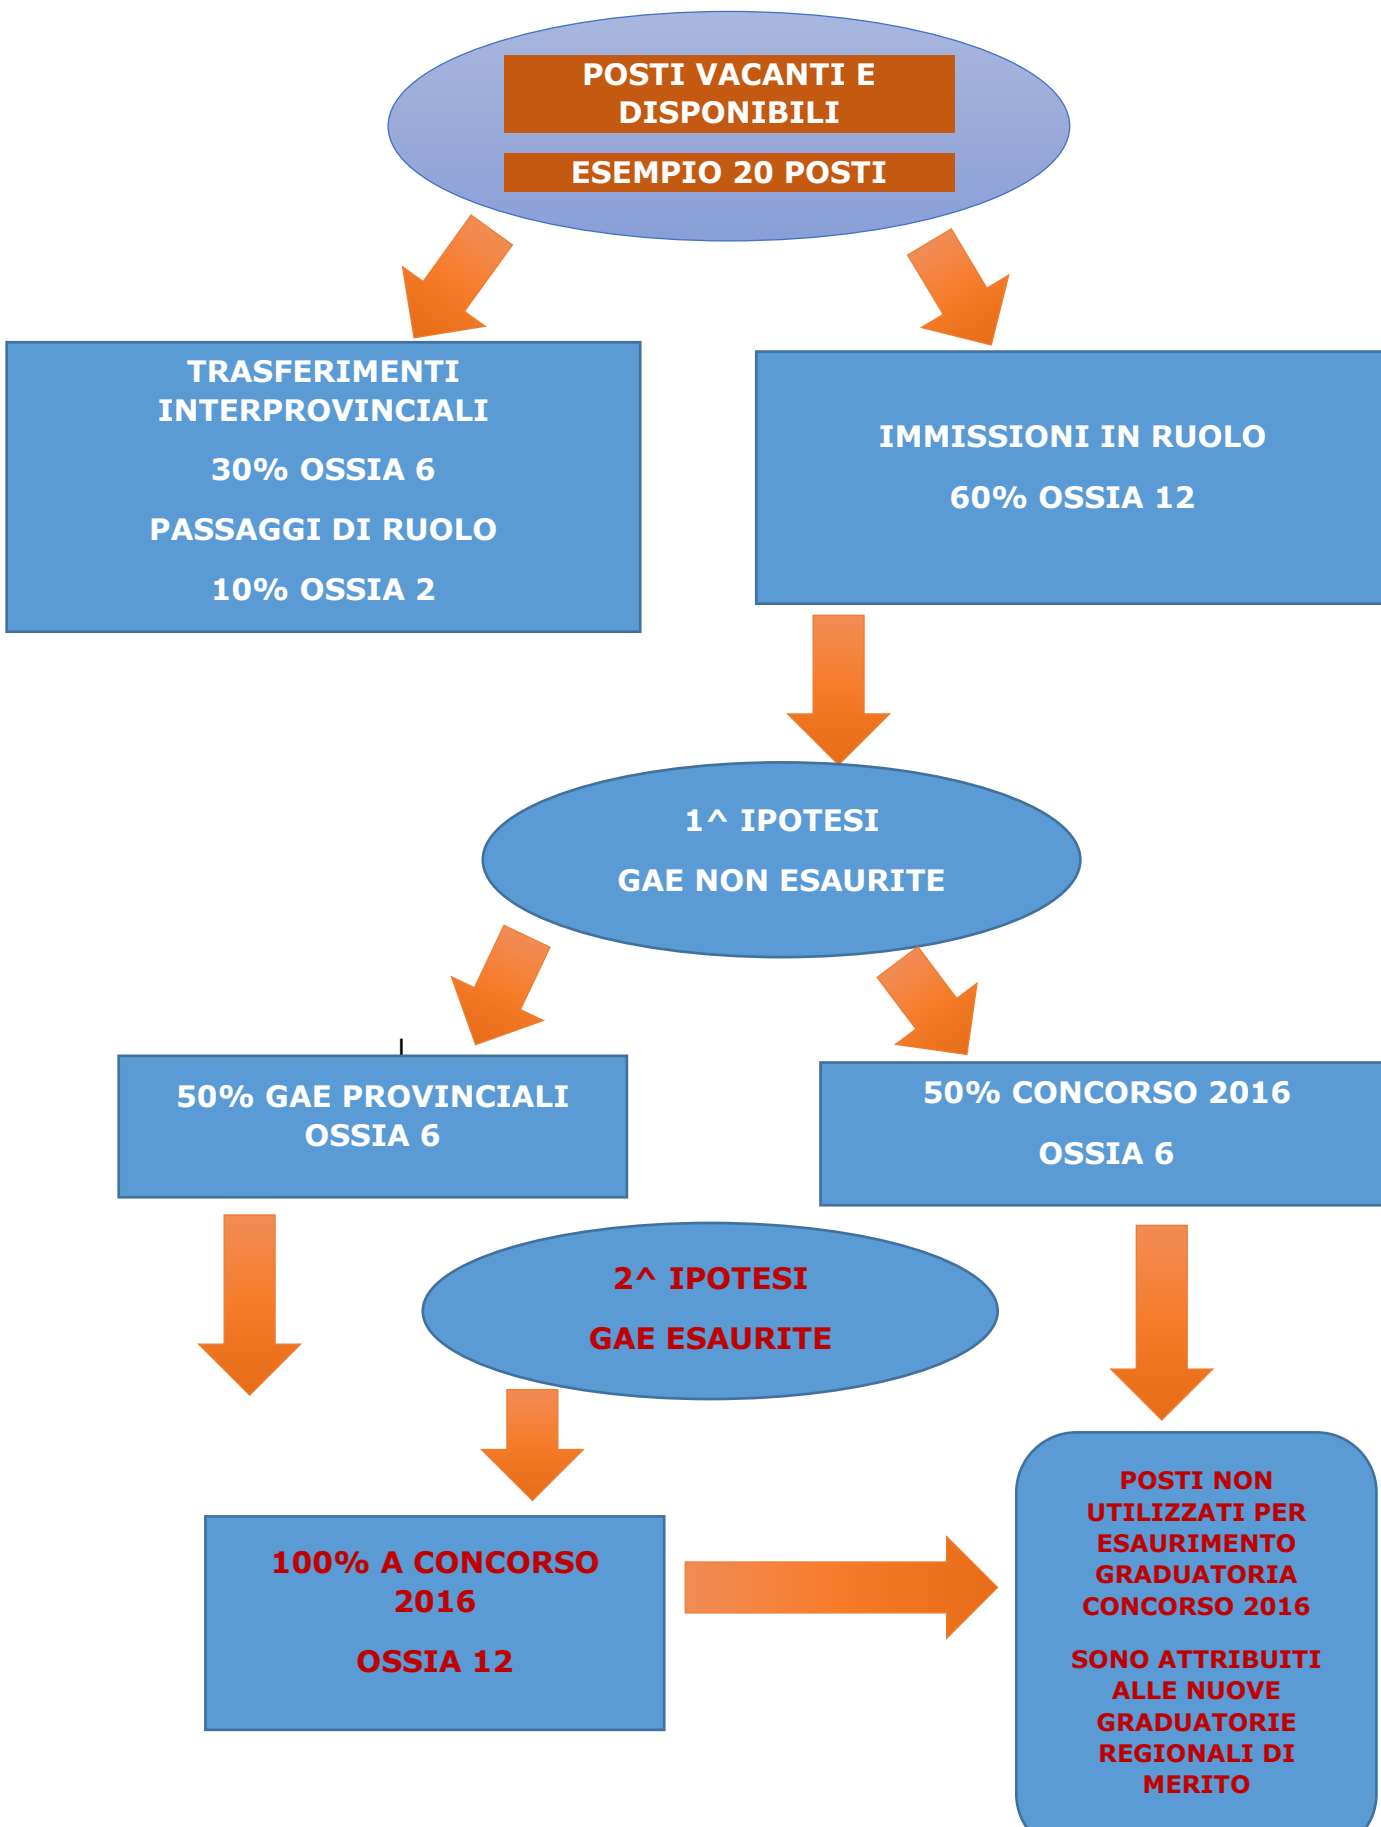 POSTI VACANTI E
DISPONIBILI
ESEMPIO 20 POSTI
TRASFERIMENTI
INTERPROVINCIALI
30% OSSIA 6
PASSAGGI DI RUOLO
10% OSSIA 2
IMMISSIONI IN RUOLO
60% OSSIA 12
1^ IPOTESI
GAE NON ESAURITE
50% GAE PROVINCIALI
OSSIA 6
50% CONCORSO 2016
OSSIA 6
2^ IPOTESI
GAE ESAURITE
100% A CONCORSO
2016
OSSIA 12
POSTI NON
UTILIZZATI PER
ESAURIMENTO
GRADUATORIA
CONCORSO 2016
SONO ATTRIBUITI
ALLE NUOVE
GRADUATORIE
REGIONALI DI
MERITO